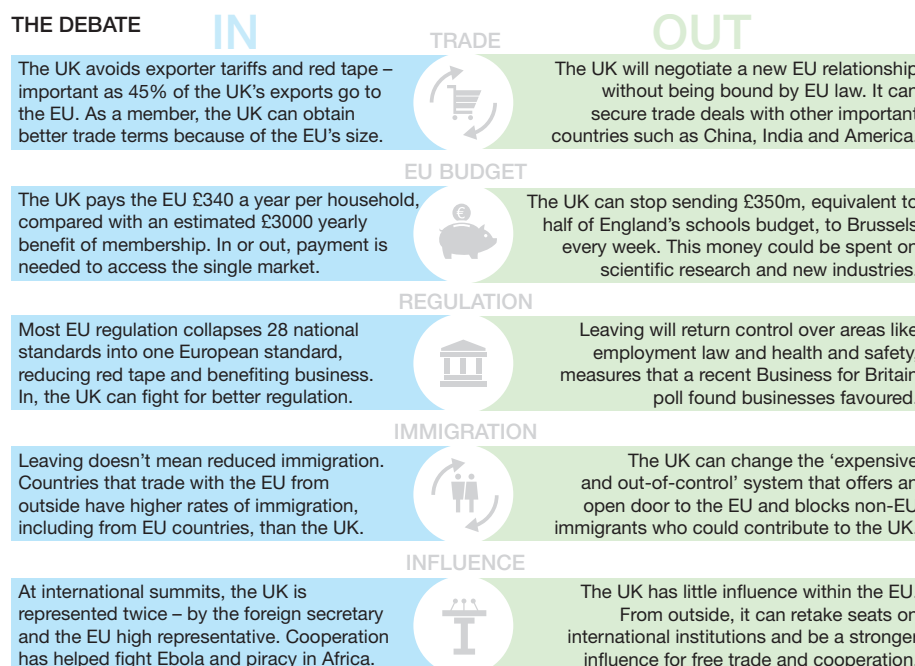 THE DEBATE
IN
OUT
TRADE
The UK avoids exporter tariffs and red tape –
important as 45% of the UK's exports go to
the EU. As a member, the UK can obtain
better trade terms because of the EU's size.
The UK will negotiate a new EU relationship
without being bound by EU law. It can
secure trade deals with other important
countries such as China, India and America.
EU BUDGET
The UK pays the EU £340 a year per household,
compared with an estimated £3000 yearly
benefit of membership. In or out, payment is
needed to access the single market.
€
The UK can stop sending £350m, equivalent to
half of England's schools budget, to Brussels
every week. This money could be spent on
scientific research and new industries.
REGULATION
Most EU regulation collapses 28 national
standards into one European standard,
reducing red tape and benefiting business.
In, the UK can fight for better regulation.
Leaving will return control over areas like
employment law and health and safety,
measures that a recent Business for Britain
poll found businesses favoured.
IMMIGRATION
Leaving doesn't mean reduced immigration.
Countries that trade with the EU from
outside have higher rates of immigration,
including from EU countries, than the UK.
The UK can change the 'expensive
and out-of-control' system that offers an
open door to the EU and blocks non-EU
immigrants who could contribute to the UK.
INFLUENCE
At international summits, the UK is
represented twice – by the foreign secretary
and the EU high representative. Cooperation
has helped fight Ebola and piracy in Africa.
The UK has little influence within the EU.
From outside, it can retake seats on
international institutions and be a stronger
influence for free trade and cooperation.